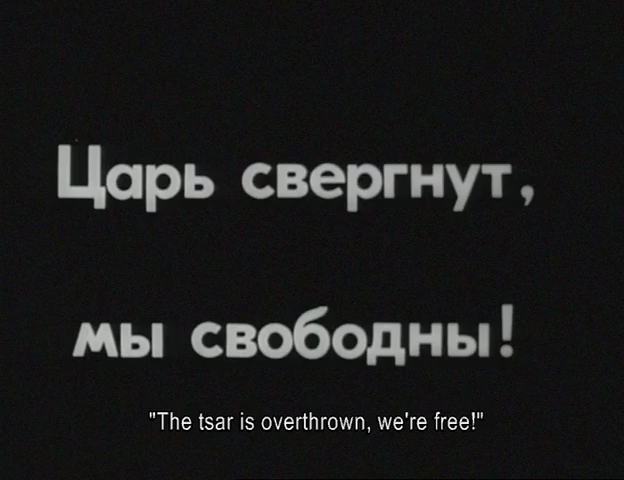 Царь свергнут,
мы свободны!
"The tsar is overthrown, we're free!"